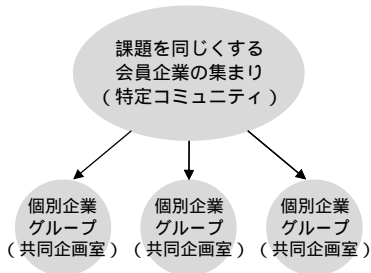 課題を同じくする
会員企業の集まり
（特定コミュニティ）
個別企業
グループ
（共同企画室）
個別企業
グループ
（共同企画室）
個別企業
グループ
（共同企画室）